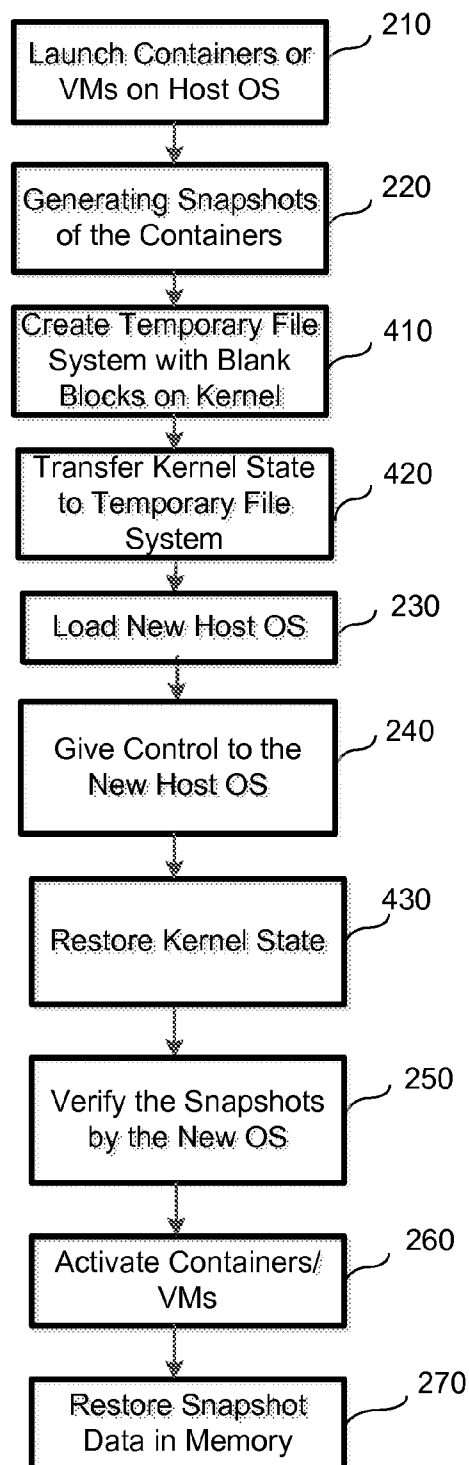 210
Launch Containers or
VMs on Host OS
220
Generating Snapshots
of the Containers
410
Create Temporary File
System with Blank
Blocks on Kernel
420
Transfer Kernel State
to Temporary File
System
230
Load New Host OS
240
Give Control to the
New Host OS
430
Restore Kernel State
250
Verify the Snapshots
by the New OS
260
Activate Containers/
VMs
270
Restore Snapshot
Data in Memory